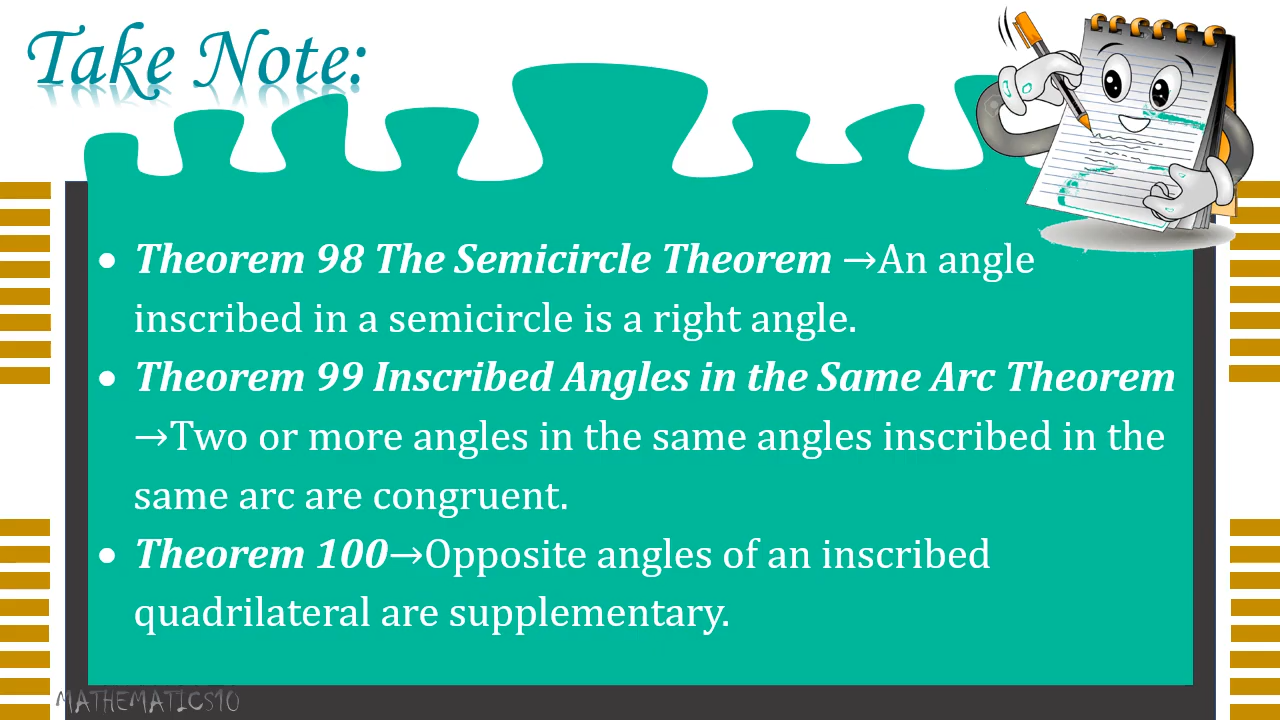 Take Note:
• Theorem 98 The Semicircle Theorem →An angle
inscribed in a semicircle is a right angle.
• Theorem 99 Inscribed Angles in the Same Arc Theorem
→Two or more angles in the same angles inscribed in the
same arc are congruent.
• Theorem 100→Opposite angles of an inscribed
quadrilateral are supplementary.
MATHEMATICS10